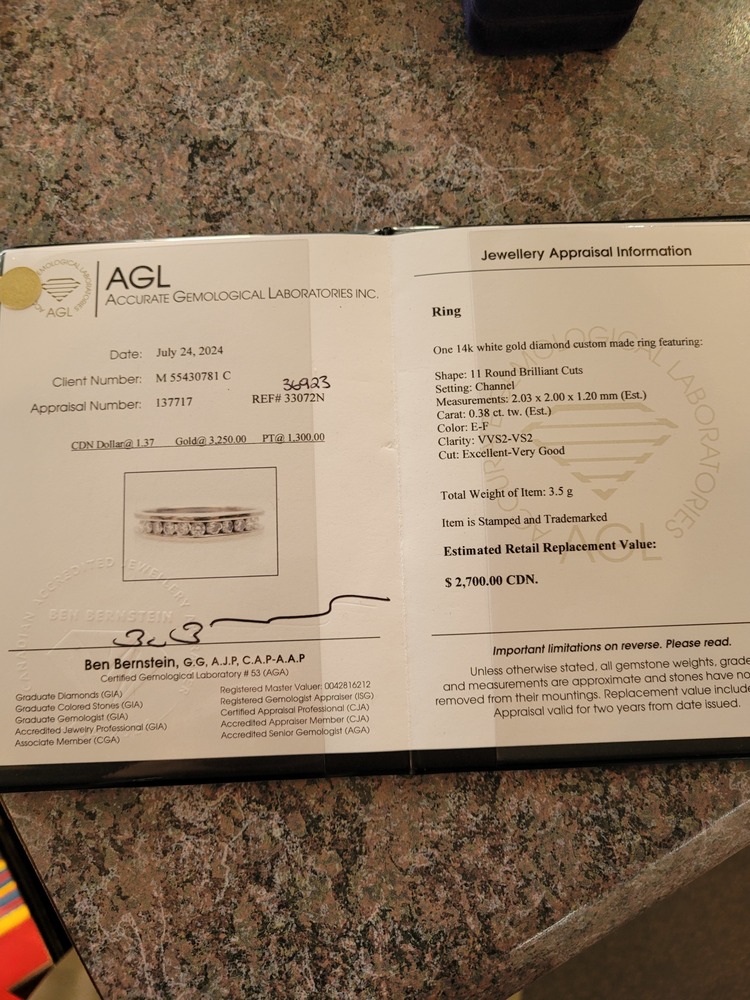 AGL
ACCURATE GEMOLOGICAL LABORATORIES INC.
AGL
Date: July 24, 2024
Client Number: M 55430781 C
36923
Appraisal Number: 137717 REF# 33072N
CDN Dollar@ 1.37 Gold@ 3,250.00 PT@ 1,300.00
BEN BERNSTEIN
Ben Bernstein, G.G, A.J.P, C.A.P-A.A.P
Certified Gemological Laboratory # 53 (AGA)
Graduate Diamonds (GIA)
Graduate Colored Stones (GIA)
Graduate Gemologist (GIA)
Accredited Jewelry Professional (GIA)
Associate Member (CGA)
Registered Master Valuer: 0042816212
Registered Gemologist Appraiser (ISG)
Certified Appraisal Professional (CJA)
Accredited Appraiser Member (CJA)
Accredited Senior Gemologist (AGA)
Jewellery Appraisal Information
Ring
One 14k white gold diamond custom made ring featuring:
Shape: 11 Round Brilliant Cuts
Setting: Channel
Measurements: 2.03 x 2.00 x 1.20 mm (Est.)
Carat: 0.38 ct. tw. (Est.)
Color: E-F
Clarity: VVS2-VS2
Cut: Excellent-Very Good
Total Weight of Item: 3.5 g
Item is Stamped and Trademarked
Estimated Retail Replacement Value:
$ 2,700.00 CDN.
AGL
Important limitations on reverse. Please read.
Unless otherwise stated, all gemstone weights, grade
and measurements are approximate and stones have no
removed from their mountings. Replacement value include
Appraisal valid for two years from date issued.